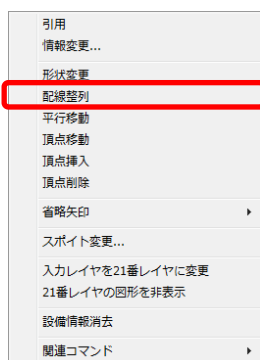 引用
情報変更...
形状変更
配線整列
平行移動
頂点移動
頂点挿入
頂点削除
省略矢印
スポイト変更...
入力レイヤを21番レイヤに変更
21番レイヤの図形を非表示
設備情報消去
関連コマンド